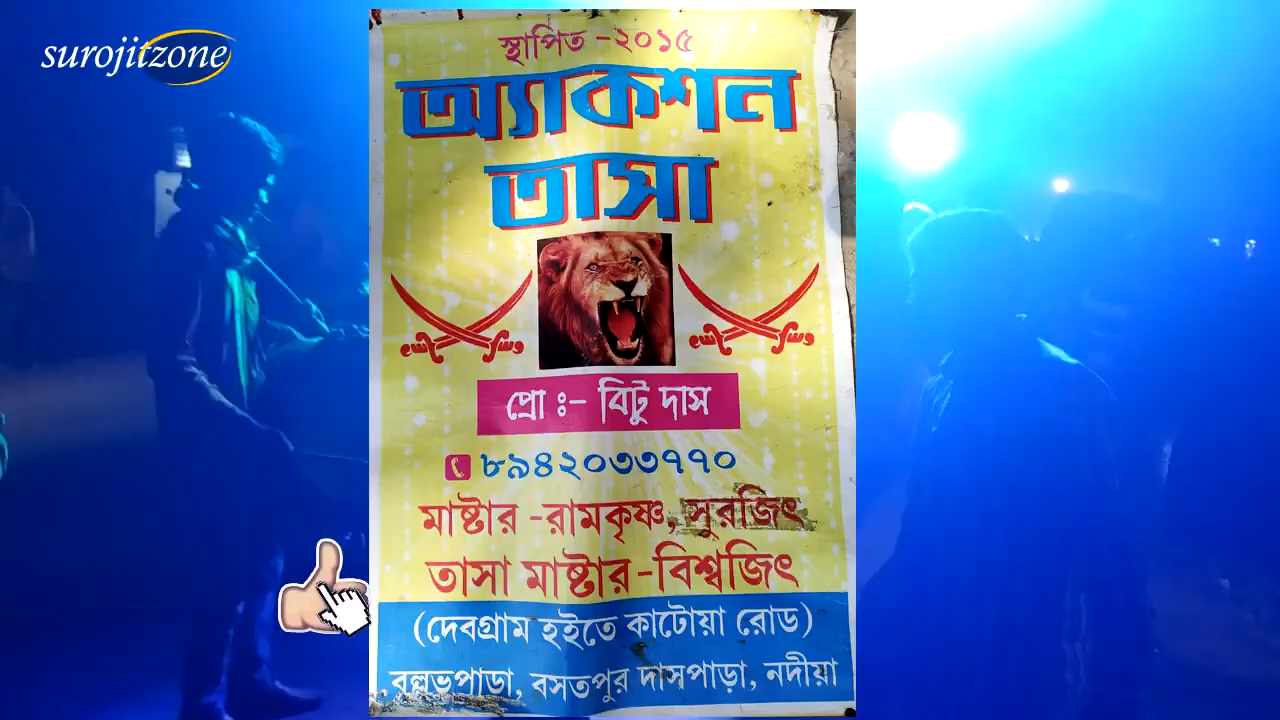 surojitzone
স্থাপিত -২০১৫
অ্যাকশন
তাসা
প্রো ঃ- বিটু দাস
৮৯৪২০৩৩৭৭০
মাষ্টার -রামকৃষ্ণ, সুরজিৎ
তাসা মাষ্টার -বিশ্বজিৎ
(দেবগ্রাম হইতে কাটোয়া রোড)
বল্লভপাড়া, বসতপুর দাসপাড়া, নদীয়া